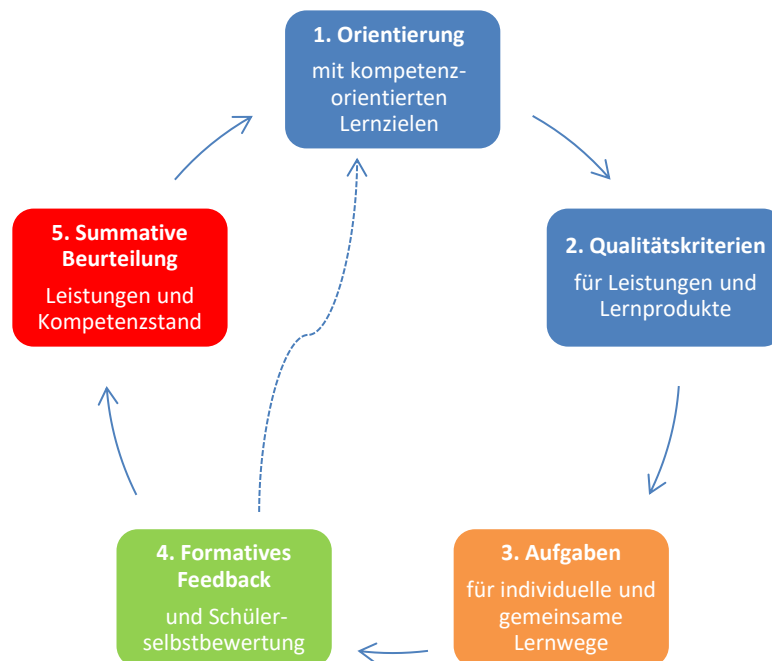 1. Orientierung
mit kompetenz-
orientierten
Lernzielen
2. Qualitätskriterien
für Leistungen und
Lernprodukte
3. Aufgaben
für individuelle und
gemeinsame
Lernwege
4. Formatives
Feedback
und Schüler-
selbstbewertung
5. Summative
Beurteilung
Leistungen und
Kompetenzstand